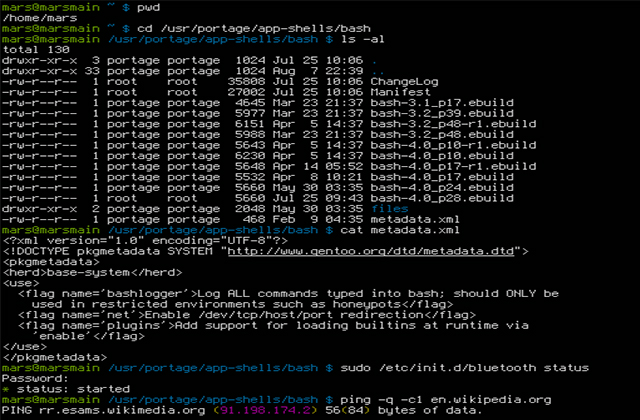 mars@marsmain ~ $ pwd
/home/mars
mars@marsmain ~ $ cd /usr/portage/app-shells/bash
mars@marsmain /usr/portage/app-shells/bash $ ls -al
total 130
drwxr-xr-x  3 portage portage  1024 Jul 25 10:06 .
drwxr-xr-x 33 portage portage  1024 Aug  7 22:39 ..
-rw-r--r--  1 root    root    35808 Jul 25 10:06 ChangeLog
-rw-r--r--  1 root    root    27002 Jul 25 10:06 Manifest
-rw-r--r--  1 portage portage  4645 Mar 23 21:37 bash-3.1_p17.ebuild
-rw-r--r--  1 portage portage  5977 Mar 23 21:37 bash-3.2_p39.ebuild
-rw-r--r--  1 portage portage  6151 Apr  5 14:37 bash-3.2_p48-r1.ebuild
-rw-r--r--  1 portage portage  5988 Mar 23 21:37 bash-3.2_p48.ebuild
-rw-r--r--  1 portage portage  5643 Apr  5 14:37 bash-4.0_p10-r1.ebuild
-rw-r--r--  1 portage portage  6230 Apr  5 14:37 bash-4.0_p10.ebuild
-rw-r--r--  1 portage portage  5648 Apr 14 05:52 bash-4.0_p17-r1.ebuild
-rw-r--r--  1 portage portage  5532 Apr  8 10:21 bash-4.0_p17.ebuild
-rw-r--r--  1 portage portage  5660 May 30 03:35 bash-4.0_p24.ebuild
-rw-r--r--  1 root    root     5660 Jul 25 09:43 bash-4.0_p28.ebuild
drwxr-xr-x  2 portage portage  2048 May 30 03:35 files
-rw-r--r--  1 portage portage   468 Feb  9 04:35 metadata.xml
mars@marsmain /usr/portage/app-shells/bash $ cat metadata.xml
<?xml version="1.0" encoding="UTF-8"?>
<!DOCTYPE pkgmetadata SYSTEM "http://www.gentoo.org/dtd/metadata.dtd">
<pkgmetadata>
<herd>base-system</herd>
<use>
  <flag name='bashlogger'>Log ALL commands typed into bash; should ONLY be
    used in restricted environments such as honeypots</flag>
  <flag name='net'>Enable /dev/tcp/host/port redirection</flag>
  <flag name='plugins'>Add support for loading builtins at runtime via
    'enable'</flag>
</use>
</pkgmetadata>
mars@marsmain /usr/portage/app-shells/bash $ sudo /etc/init.d/bluetooth status
Password:
* status: started
mars@marsmain /usr/portage/app-shells/bash $ ping -q -c1 en.wikipedia.org
PING rr.esams.wikimedia.org (91.198.174.2) 56(84) bytes of data.